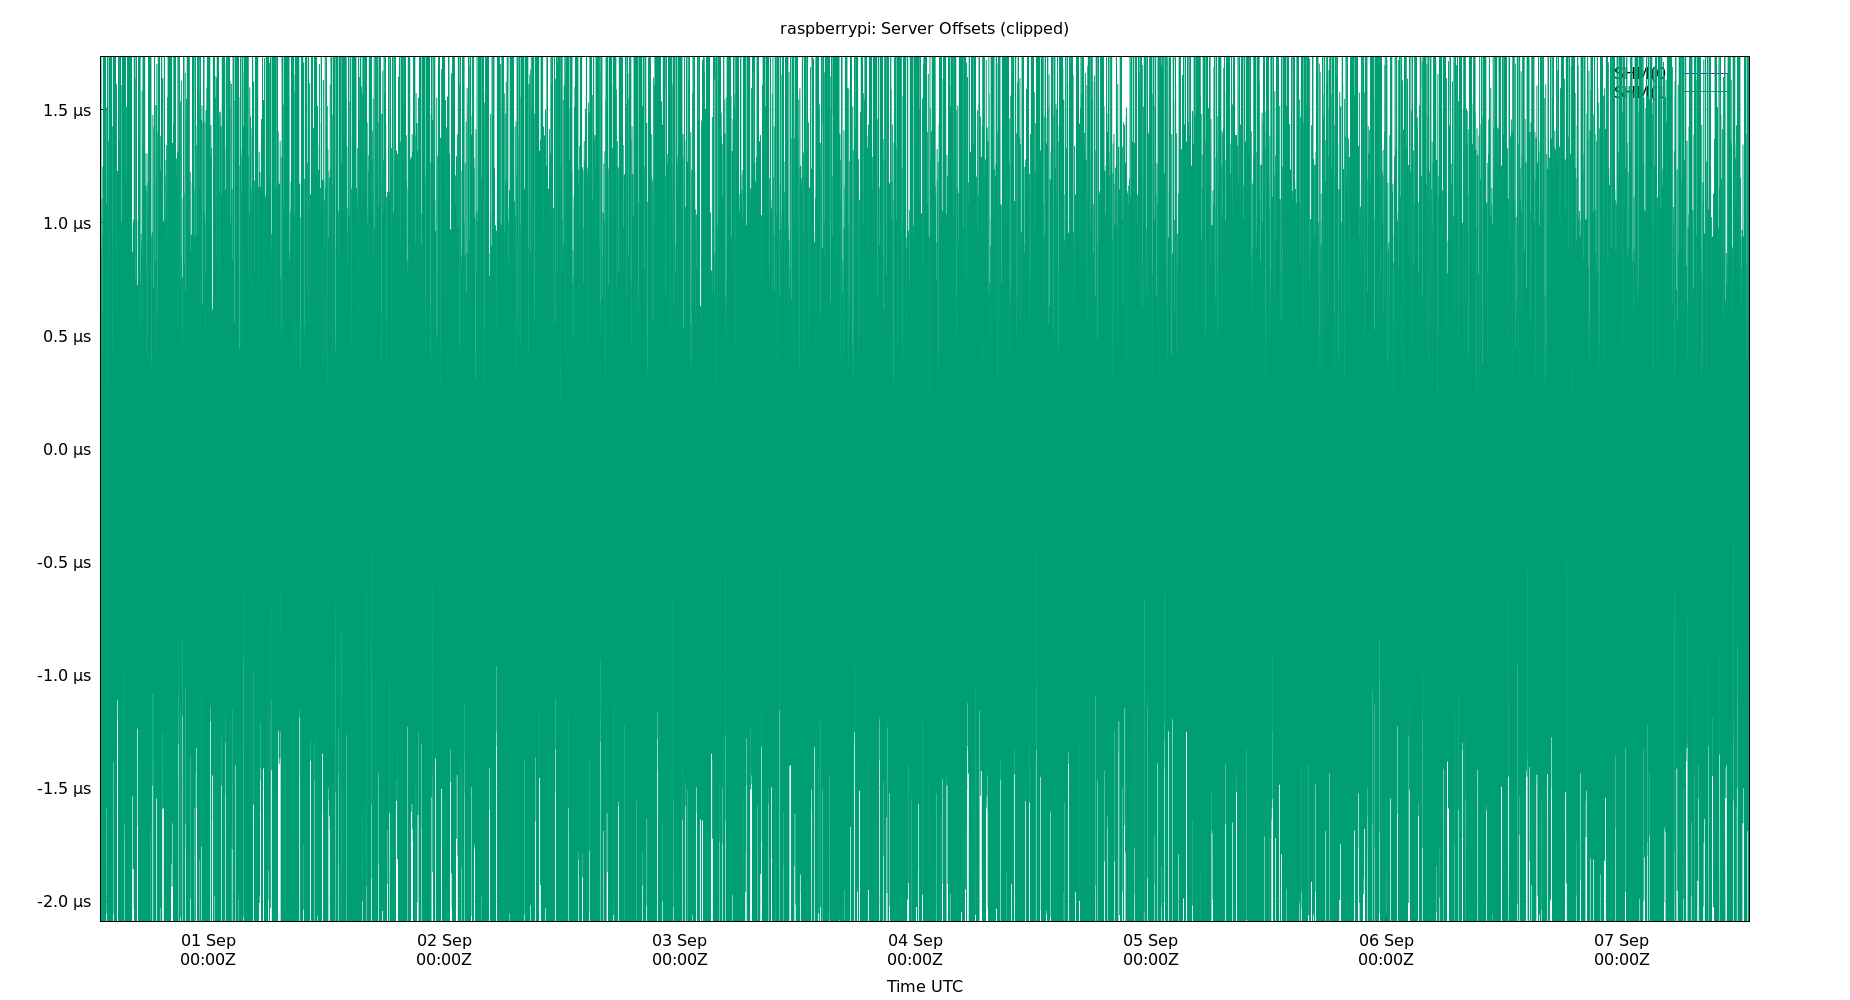 raspberrypi: Server Offsets (clipped)
SHM(0)
1.5 µs
1.0 µs
0.5 µs
0.0 µs
-0.5 µs
-1.0 µs
-1.5 µs
-2.0 µs
01 Sep 02 Sep 03 Sep 04 Sep 05 Sep 06 Sep 07 Sep
00:00Z 00:00Z 00:00Z 00:00Z 00:00Z 00:00Z 00:00Z
Time UTC